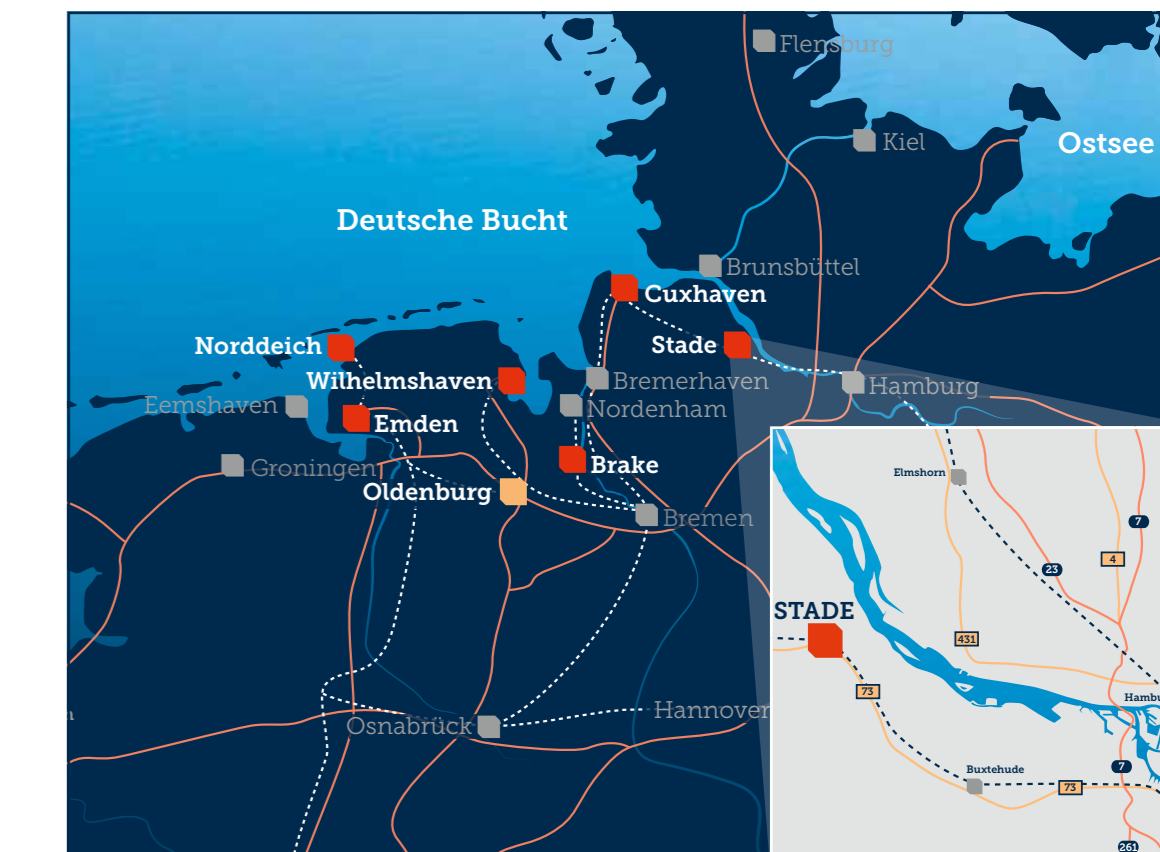 Flensburg
Kiel
Ostsee
Deutsche Bucht
Brunsbüttel
Cuxhaven
Norddeich
Stade
Wilhelmshaven
Bremerhaven
Hamburg
Eemshaven
Nordenham
Emden
Groningen
Brake
Oldenburg
Bremen
Elmshorn
7
4
23
STADE
431
73
Osnabrück
Hannover
Buxtehude
7
73
261